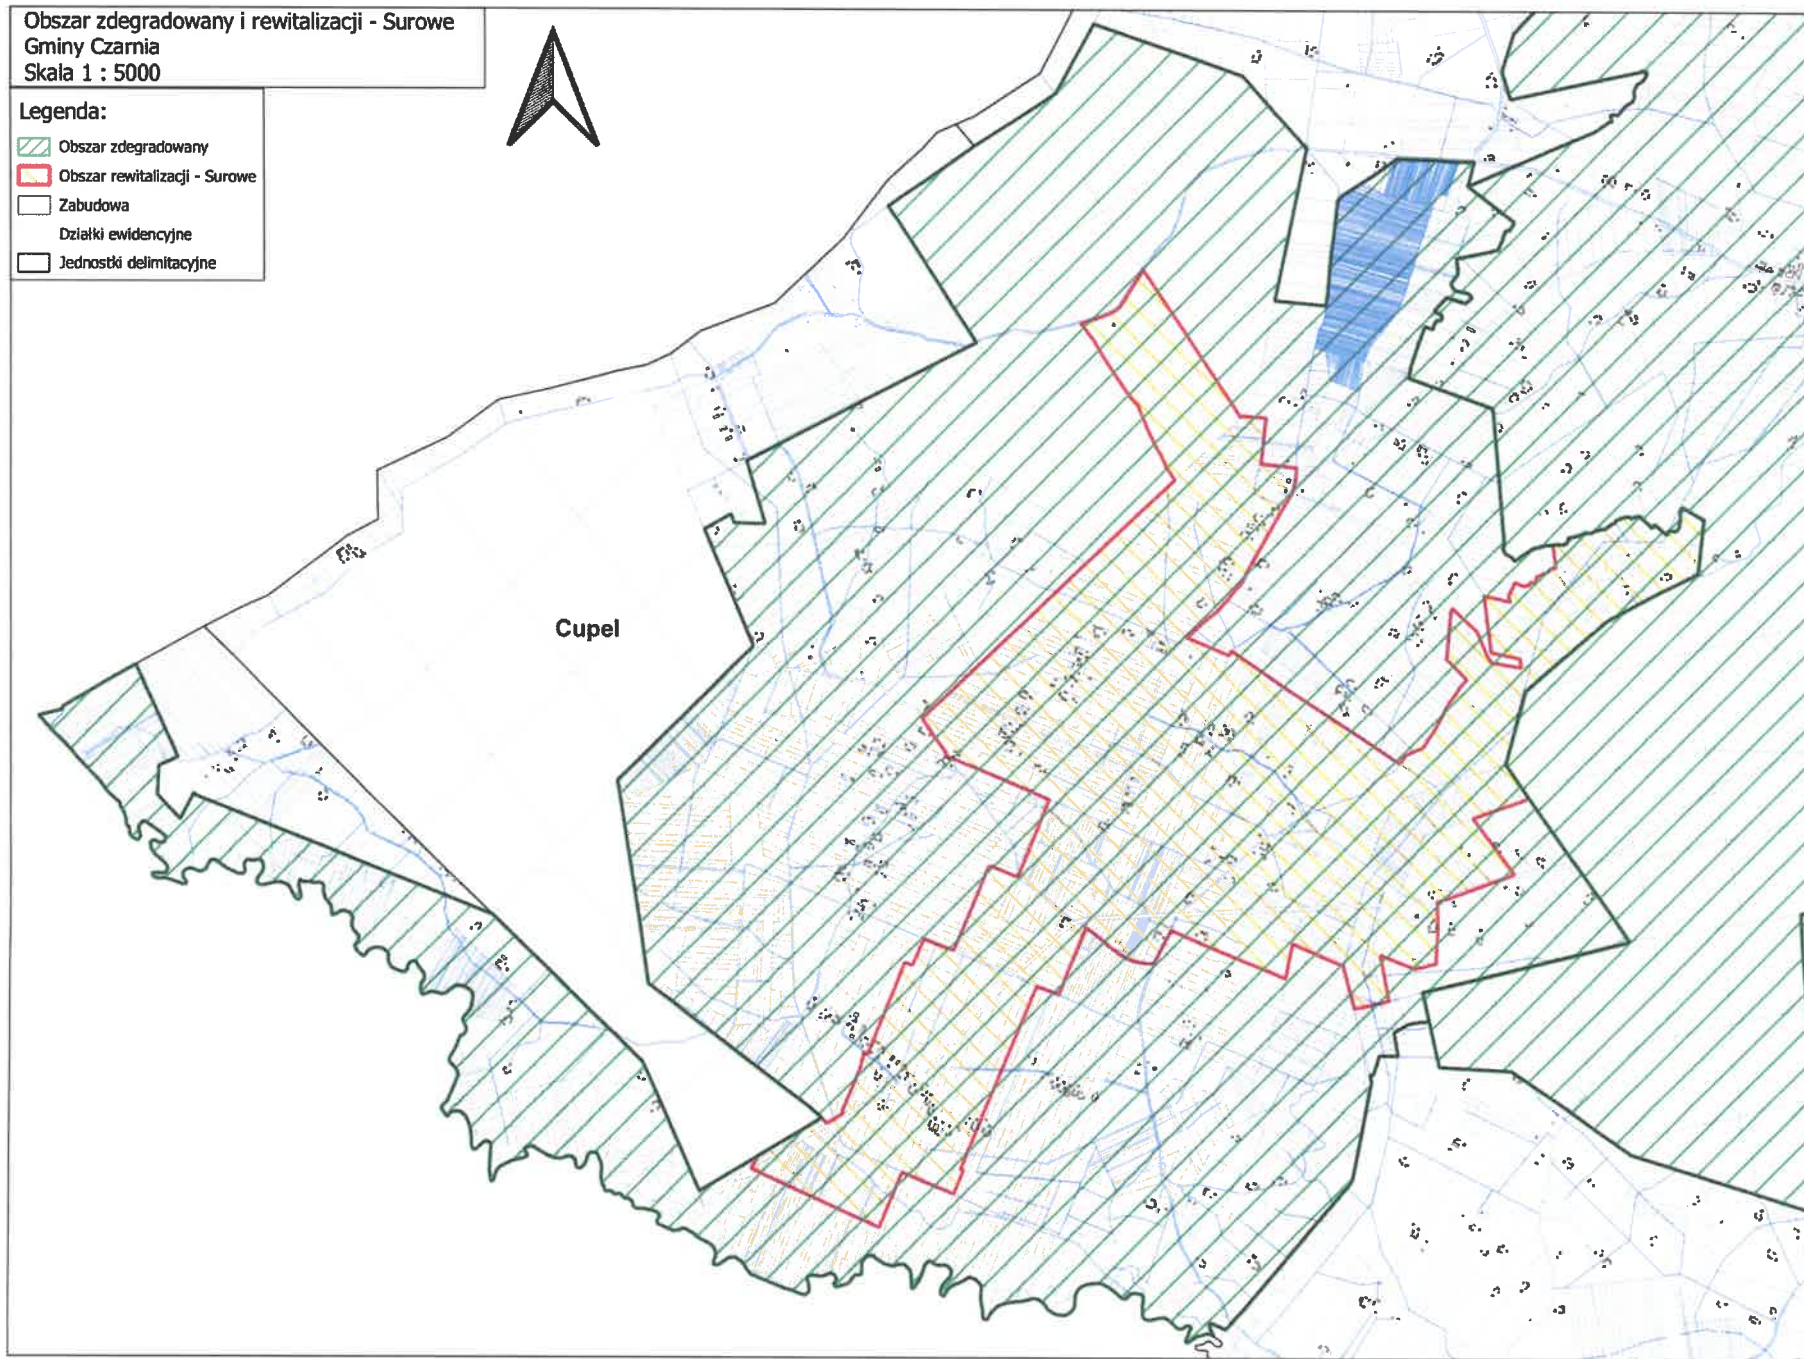 Obszar zdegradowany i rewitalizacji - Surowe
Gminy Czarnia
Skala 1 : 5000
Legenda:
Obszar zdegradowany
Obszar rewitalizacji - Surowe
Zabudowa
Działki ewidencyjne
Jednostki delimitacyjne
Cupel